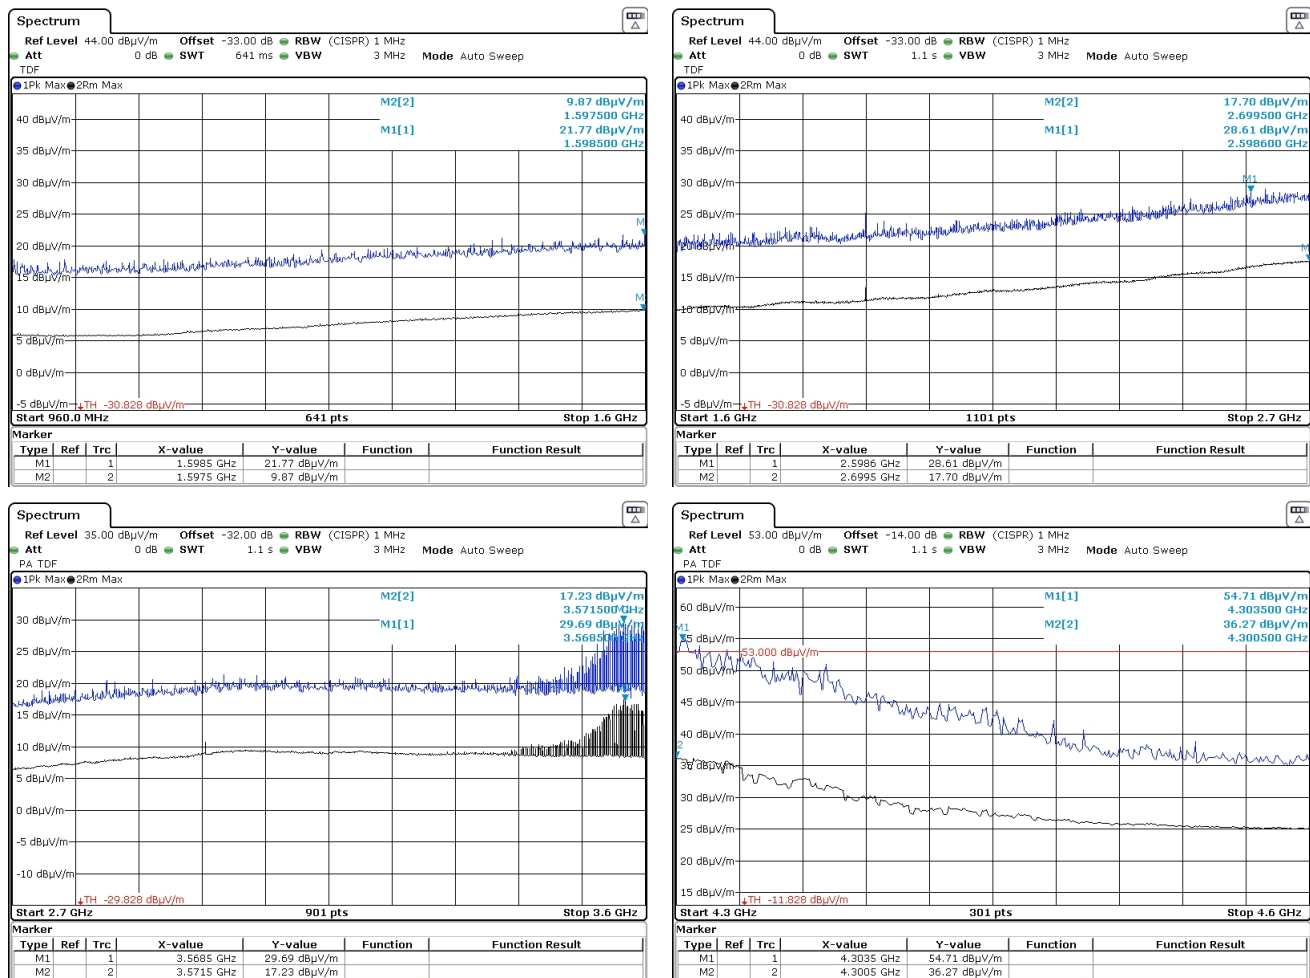 Spectrum
Ref Level 44.00 dBµV/m Offset -33.00 dB RBW (CISPR) 1 MHz
Att 0 dB SWT 641 ms VBW 3 MHz Mode Auto Sweep
TDF
1Pk Max 2Rm Max
M2[2] 9.87 dBµV/m
1.597500 GHz
M1[1] 21.77 dBµV/m
1.598500 GHz
40 dBµV/m
35 dBµV/m
30 dBµV/m
25 dBµV/m
20 dBµV/m
15 dBµV/m
10 dBµV/m
5 dBµV/m
0 dBµV/m
-5 dBµV/m
TH -30.828 dBµV/m
Start 960.0 MHz 641 pts Stop 1.6 GHz
Marker
Type Ref Trc X-value Y-value Function Function Result
M1 1 1.5985 GHz 21.77 dBµV/m
M2 2 1.5975 GHz 9.87 dBµV/m
Spectrum
Ref Level 44.00 dBµV/m Offset -33.00 dB RBW (CISPR) 1 MHz
Att 0 dB SWT 1.1 s VBW 3 MHz Mode Auto Sweep
TDF
1Pk Max 2Rm Max
M2[2] 17.70 dBµV/m
2.699500 GHz
M1[1] 28.61 dBµV/m
2.598600 GHz
40 dBµV/m
35 dBµV/m
30 dBµV/m
M1
25 dBµV/m
20 dBµV/m
15 dBµV/m
10 dBµV/m
5 dBµV/m
0 dBµV/m
-5 dBµV/m
TH -30.828 dBµV/m
Start 1.6 GHz 1101 pts Stop 2.7 GHz
Marker
Type Ref Trc X-value Y-value Function Function Result
M1 1 2.5986 GHz 28.61 dBµV/m
M2 2 2.6995 GHz 17.70 dBµV/m
Spectrum
Ref Level 35.00 dBµV/m Offset -32.00 dB RBW (CISPR) 1 MHz
Att 0 dB SWT 1.1 s VBW 3 MHz Mode Auto Sweep
PA TDF
1Pk Max 2Rm Max
M2[2] 17.23 dBµV/m
3.571500 GHz
M1[1] 29.69 dBµV/m
3.568500 GHz
30 dBµV/m
25 dBµV/m
20 dBµV/m
15 dBµV/m
10 dBµV/m
5 dBµV/m
0 dBµV/m
-5 dBµV/m
-10 dBµV/m
TH -29.828 dBµV/m
Start 2.7 GHz 901 pts Stop 3.6 GHz
Marker
Type Ref Trc X-value Y-value Function Function Result
M1 1 3.5685 GHz 29.69 dBµV/m
M2 2 3.5715 GHz 17.23 dBµV/m
Spectrum
Ref Level 53.00 dBµV/m Offset -14.00 dB RBW (CISPR) 1 MHz
Att 0 dB SWT 1.1 s VBW 3 MHz Mode Auto Sweep
PA TDF
1Pk Max 2Rm Max
M1[1] 54.71 dBµV/m
4.303500 GHz
M2[2] 36.27 dBµV/m
4.300500 GHz
60 dBµV/m
M1
55 dBµV/m
53.000 dBµV/m
50 dBµV/m
45 dBµV/m
40 dBµV/m
35 dBµV/m
30 dBµV/m
25 dBµV/m
20 dBµV/m
15 dBµV/m
TH -11.828 dBµV/m
Start 4.3 GHz 301 pts Stop 4.6 GHz
Marker
Type Ref Trc X-value Y-value Function Function Result
M1 1 4.3035 GHz 54.71 dBµV/m
M2 2 4.3005 GHz 36.27 dBµV/m